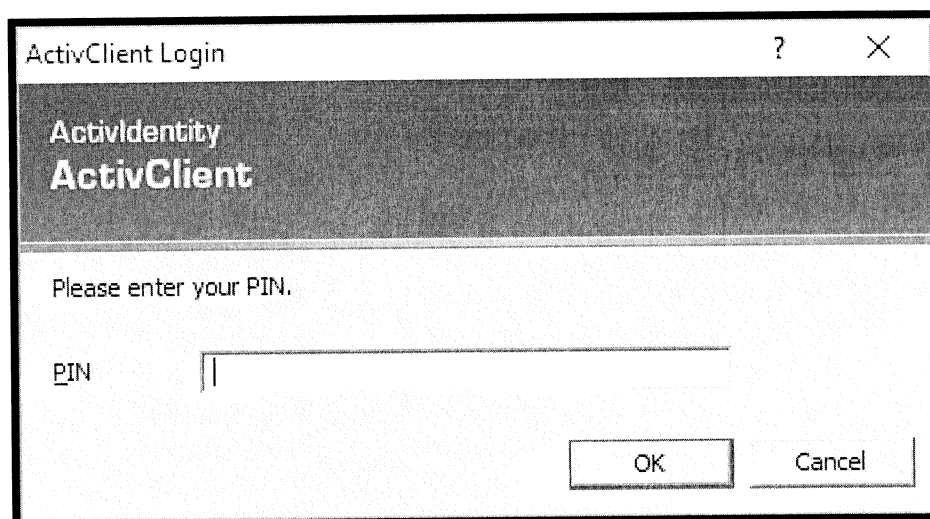 ActivClient Login ? ×
ActivIdentity
ActivClient
Please enter your PIN.
PIN
OK Cancel